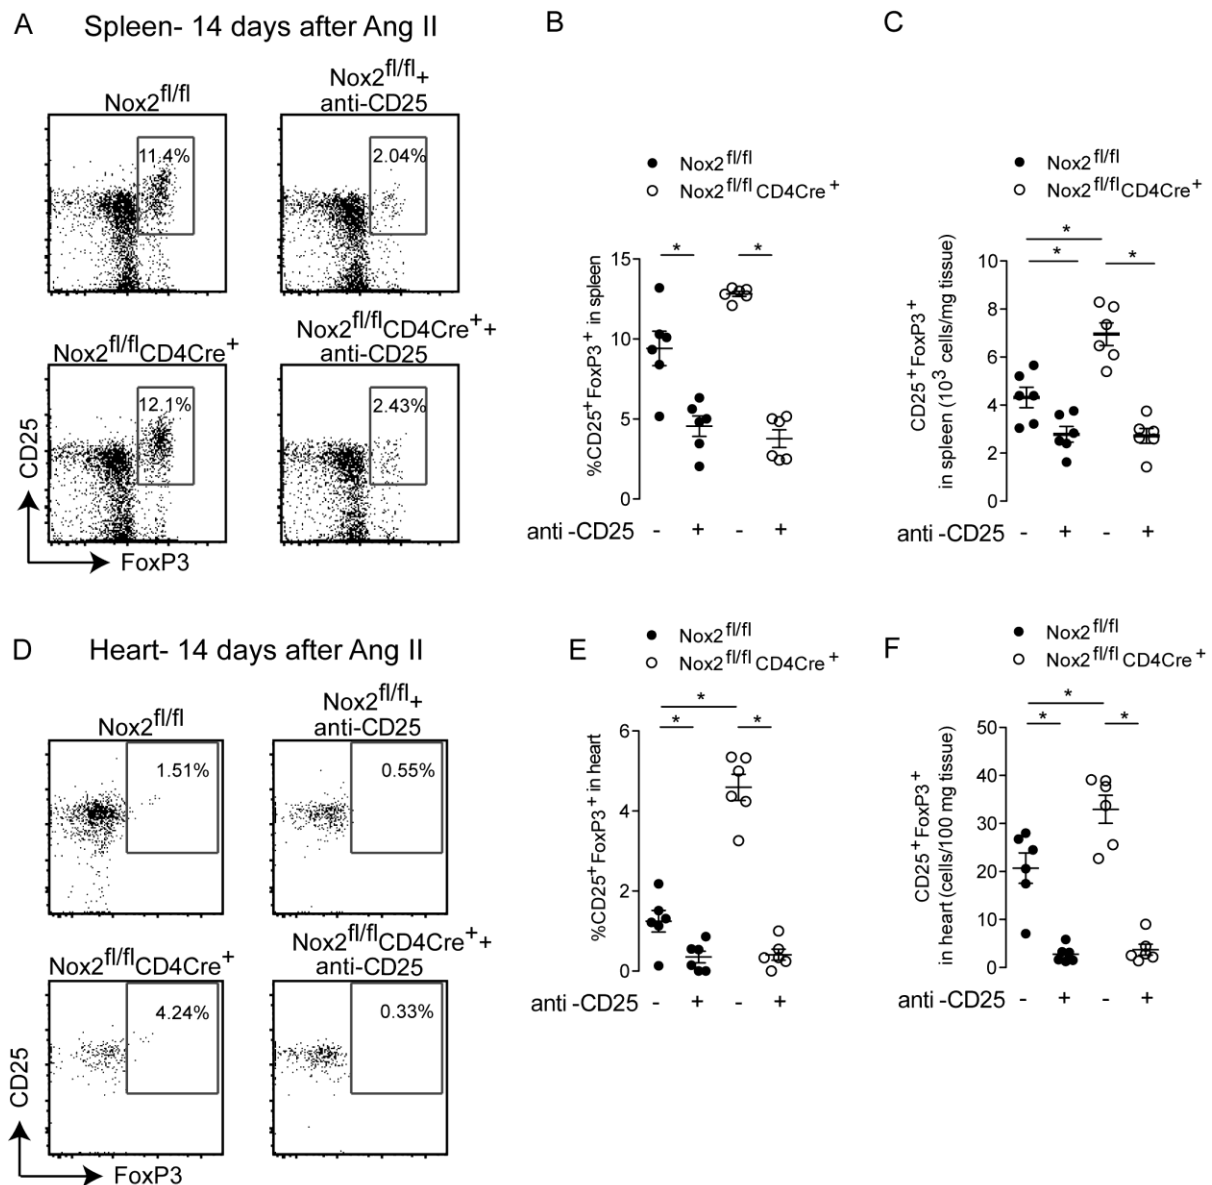 A Spleen- 14 days after Ang II
Nox2fl/fl
11.4%
Nox2fl/fl+
anti-CD25
2.04%
Nox2fl/flCD4Cre+
12.1%
Nox2fl/flCD4Cre++
anti-CD25
2.43%
CD25
FoxP3
B
Nox2fl/fl
Nox2fl/fl CD4Cre+
* *
%CD25+FoxP3+ in spleen
15
10
5
0
anti -CD25 - + - +
C
Nox2fl/fl
Nox2fl/fl CD4Cre+
*
* *
CD25+FoxP3+
in spleen (103 cells/mg tissue)
10
8
6
4
2
0
anti -CD25 - + - +
D Heart- 14 days after Ang II
Nox2fl/fl
1.51%
Nox2fl/fl+
anti-CD25
0.55%
Nox2fl/flCD4Cre+
4.24%
Nox2fl/flCD4Cre++
anti-CD25
0.33%
CD25
FoxP3
E
Nox2fl/fl
Nox2fl/fl CD4Cre+
*
* *
%CD25+FoxP3+ in heart
6
4
2
0
anti -CD25 - + - +
F
Nox2fl/fl
Nox2fl/fl CD4Cre+
*
* *
CD25+FoxP3+
in heart (cells/100 mg tissue)
50
40
30
20
10
0
anti -CD25 - + - +